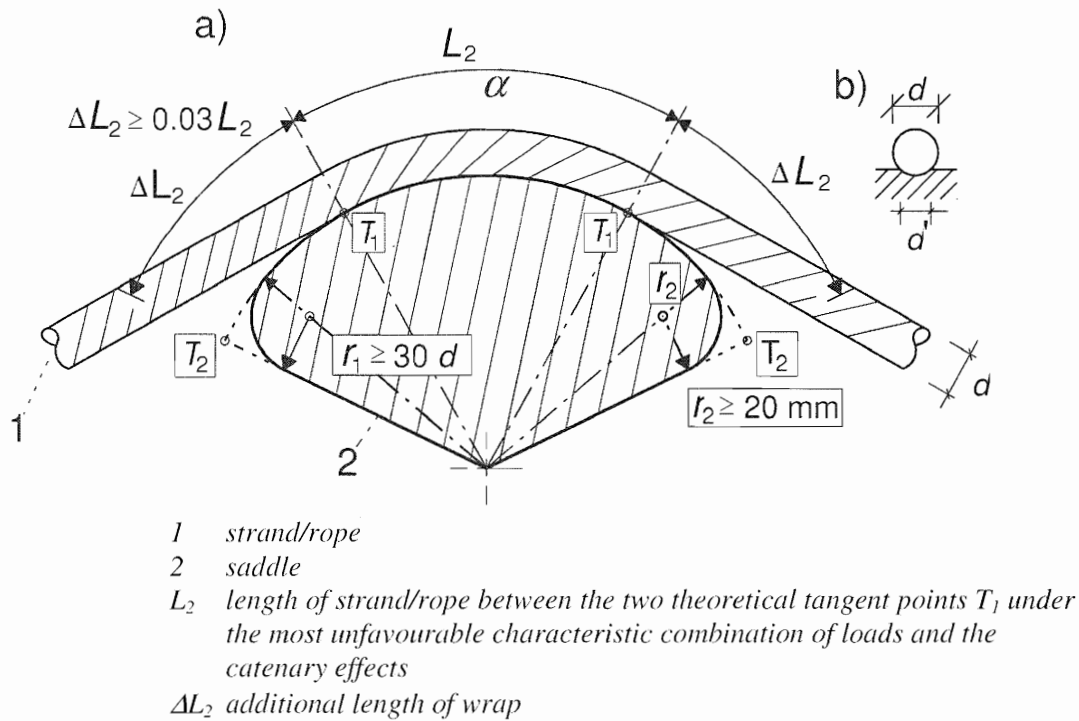 a)
L₂
α
b)
d
ΔL₂ ≥ 0.03 L₂
ΔL₂
ΔL₂
d'
T₁
T₁
r₂
T₂
r₁ ≥ 30 d
T₂
d
r₂ ≥ 20 mm
1
2
1 strand/rope
2 saddle
L₂ length of strand/rope between the two theoretical tangent points T₁ under
the most unfavourable characteristic combination of loads and the
catenary effects
ΔL₂ additional length of wrap